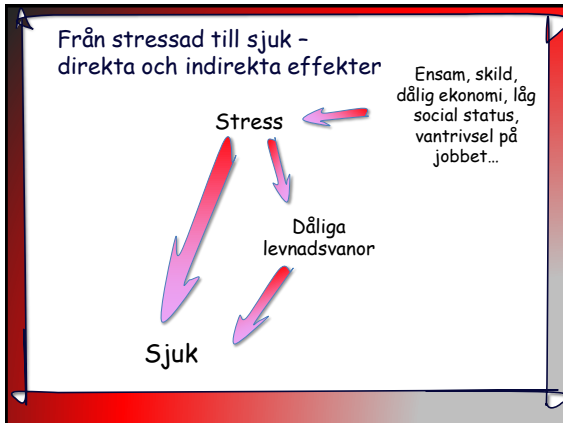 Från stressad till sjuk –
direkta och indirekta effekter
Ensam, skild,
dålig ekonomi, låg
social status,
vantrivsel på
jobbet…
Stress
Dåliga
levnadsvanor
Sjuk